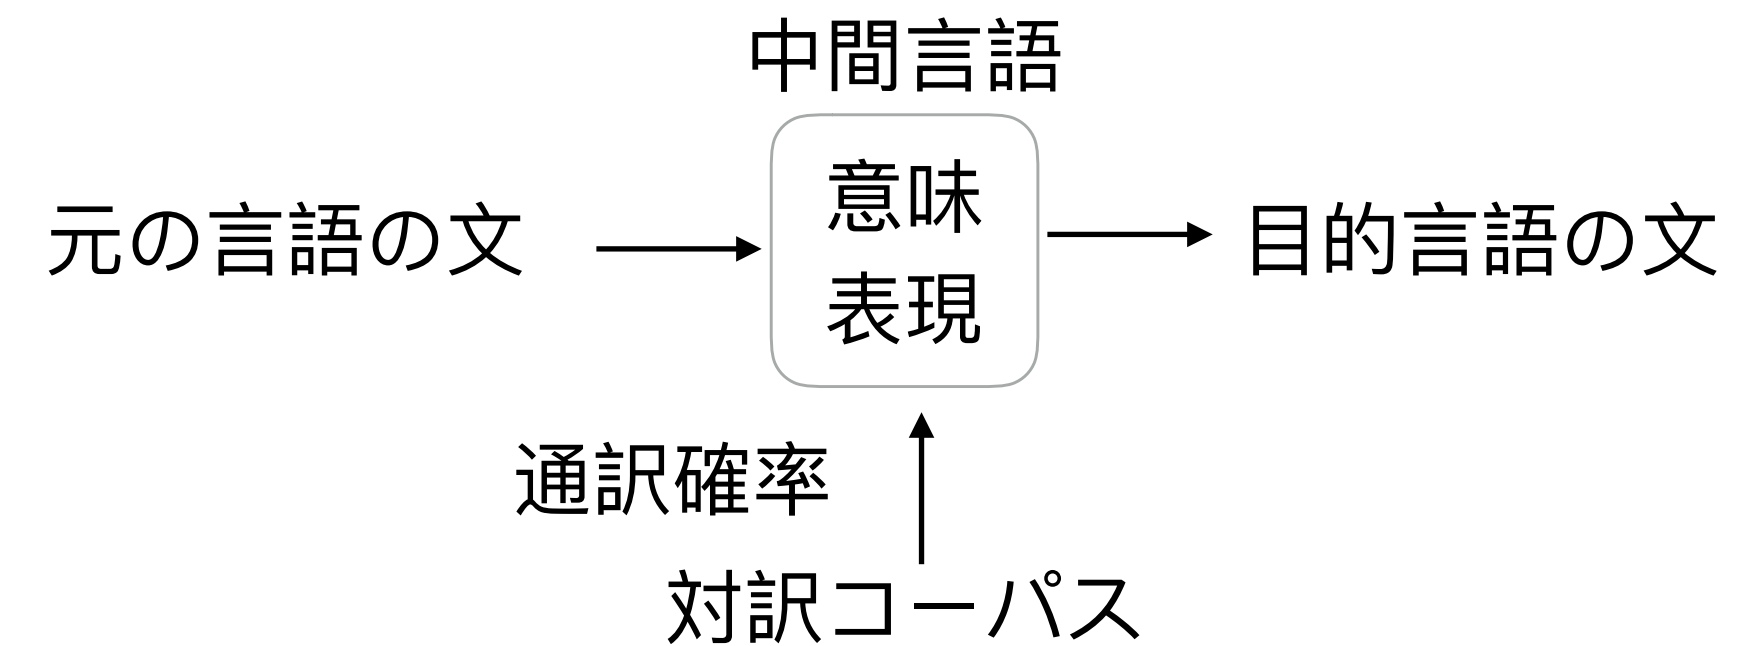 中間言語
元の言語の文
意味
表現
目的言語の文
通訳確率
対訳コーパス